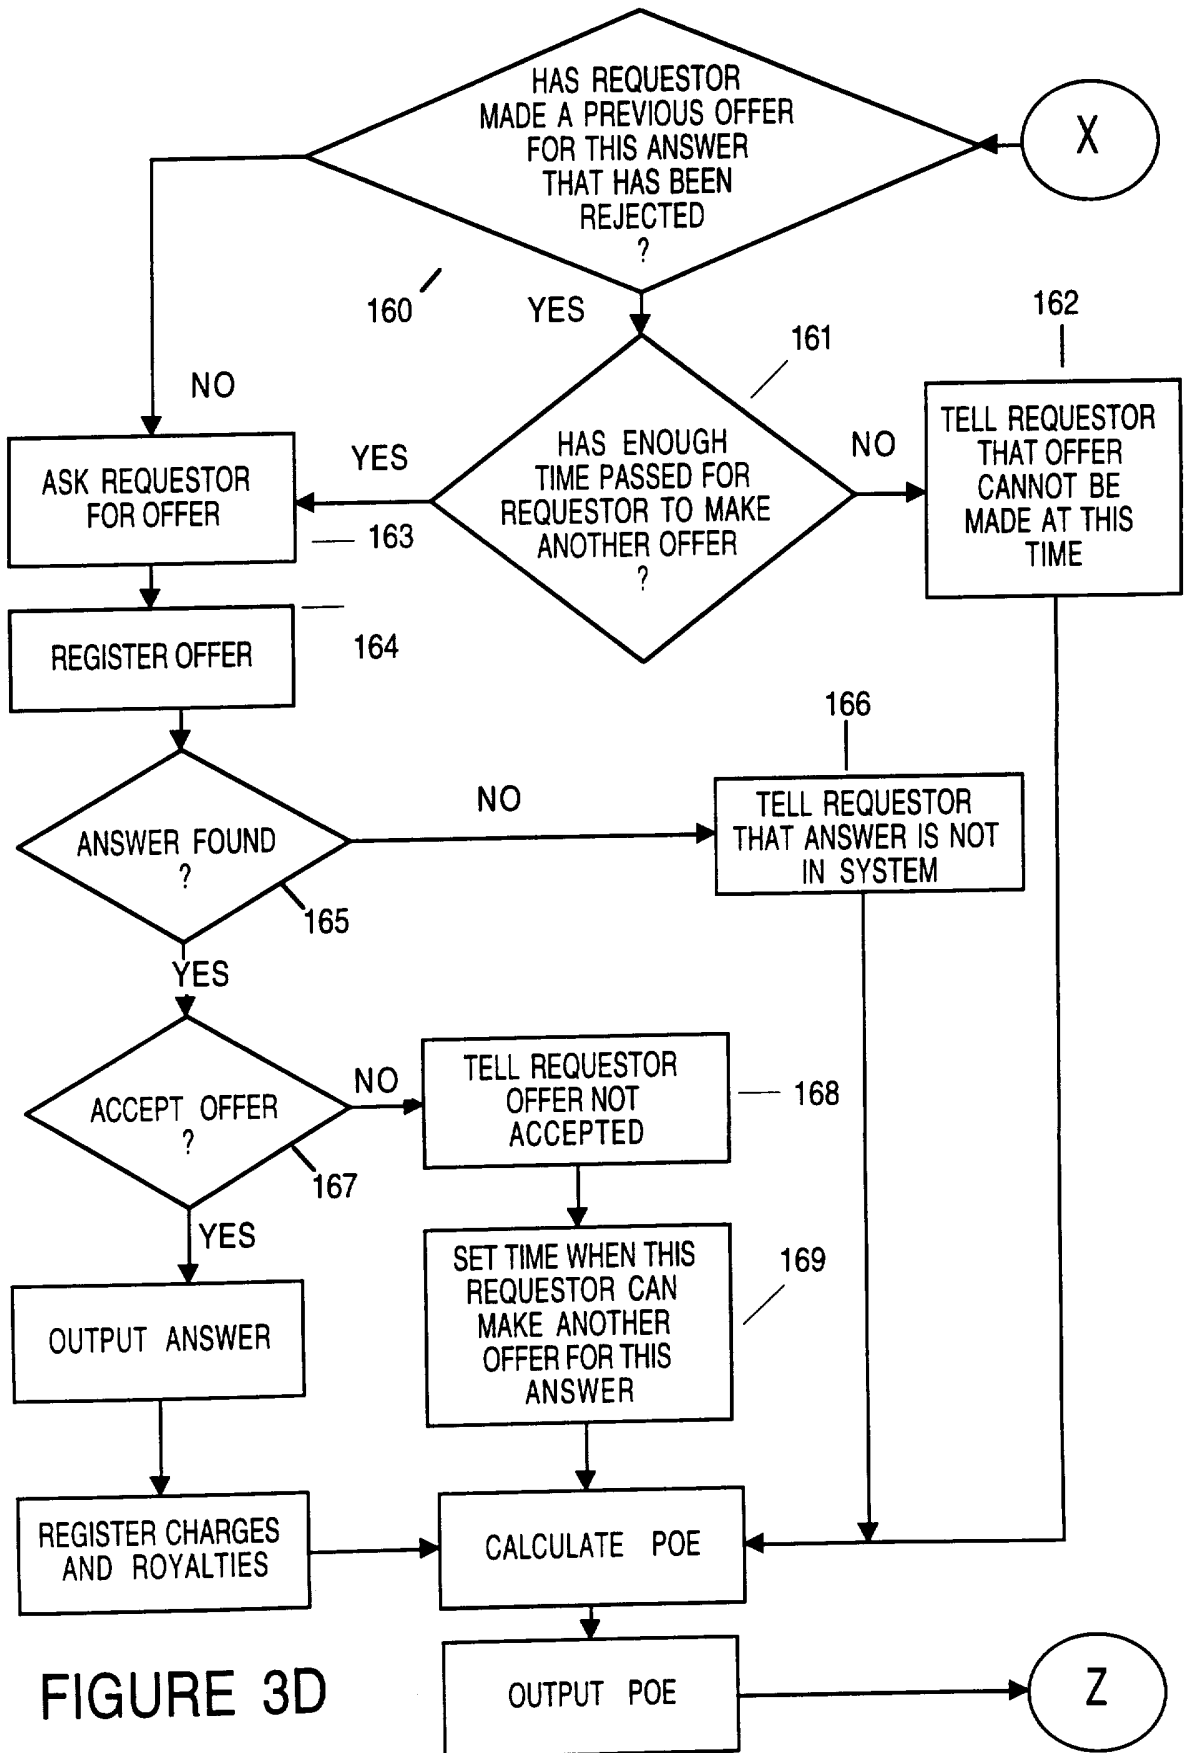 HAS REQUESTOR
MADE A PREVIOUS OFFER
FOR THIS ANSWER
THAT HAS BEEN
REJECTED
?
X
160
YES
162
161
NO
ASK REQUESTOR
FOR OFFER
163
YES
HAS ENOUGH
TIME PASSED FOR
REQUESTOR TO MAKE
ANOTHER OFFER
?
NO
TELL REQUESTOR
THAT OFFER
CANNOT BE
MADE AT THIS
TIME
REGISTER OFFER
164
166
ANSWER FOUND
?
165
NO
TELL REQUESTOR
THAT ANSWER IS NOT
IN SYSTEM
YES
ACCEPT OFFER
?
167
NO
TELL REQUESTOR
OFFER NOT
ACCEPTED
168
YES
OUTPUT ANSWER
SET TIME WHEN THIS
REQUESTOR CAN
MAKE ANOTHER
OFFER FOR THIS
ANSWER
169
REGISTER CHARGES
AND ROYALTIES
CALCULATE POE
FIGURE 3D
OUTPUT POE
Z